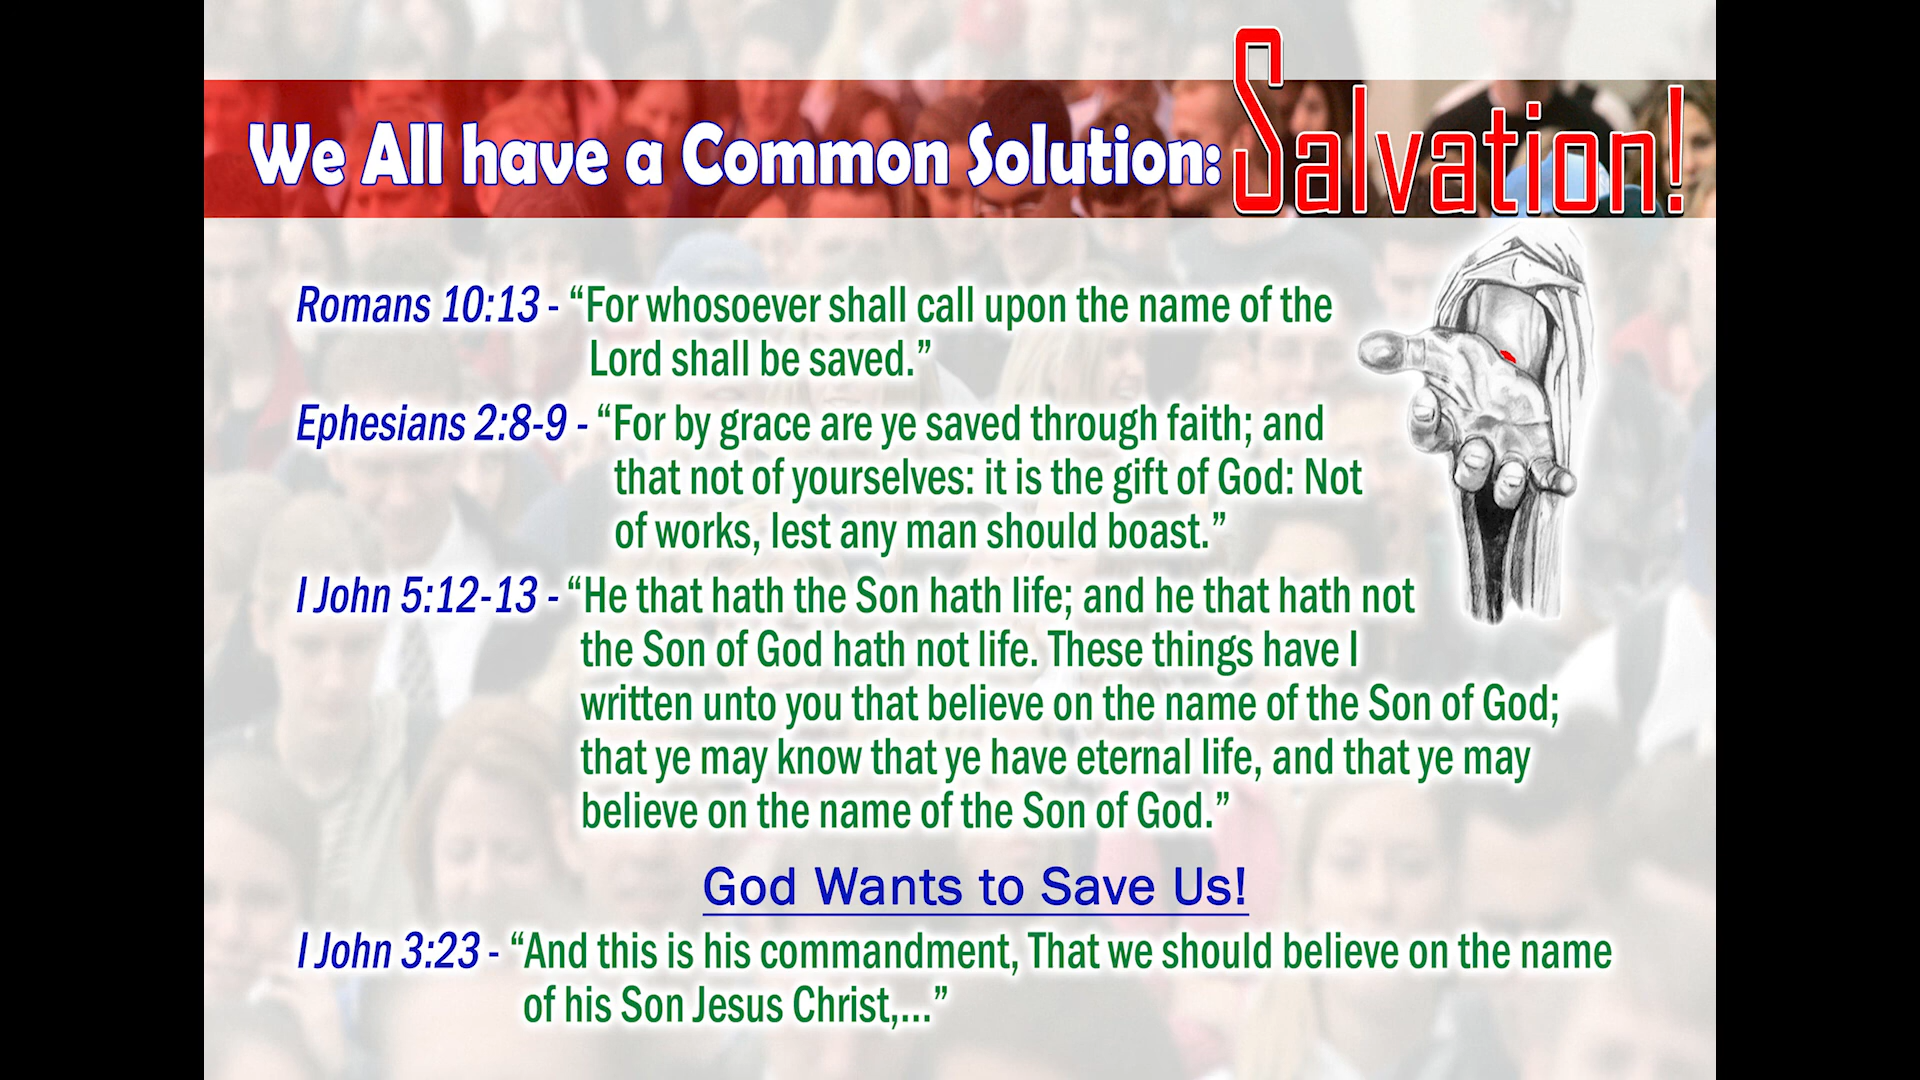 We All have a Common Solution: Salvation!
Romans 10:13 - “For whosoever shall call upon the name of the
Lord shall be saved.”
Ephesians 2:8-9 - “For by grace are ye saved through faith; and
that not of yourselves: it is the gift of God: Not
of works, lest any man should boast.”
I John 5:12-13 - “He that hath the Son hath life; and he that hath not
the Son of God hath not life. These things have I
written unto you that believe on the name of the Son of God;
that ye may know that ye have eternal life, and that ye may
believe on the name of the Son of God.”
God Wants to Save Us!
I John 3:23 - “And this is his commandment, That we should believe on the name
of his Son Jesus Christ,...”